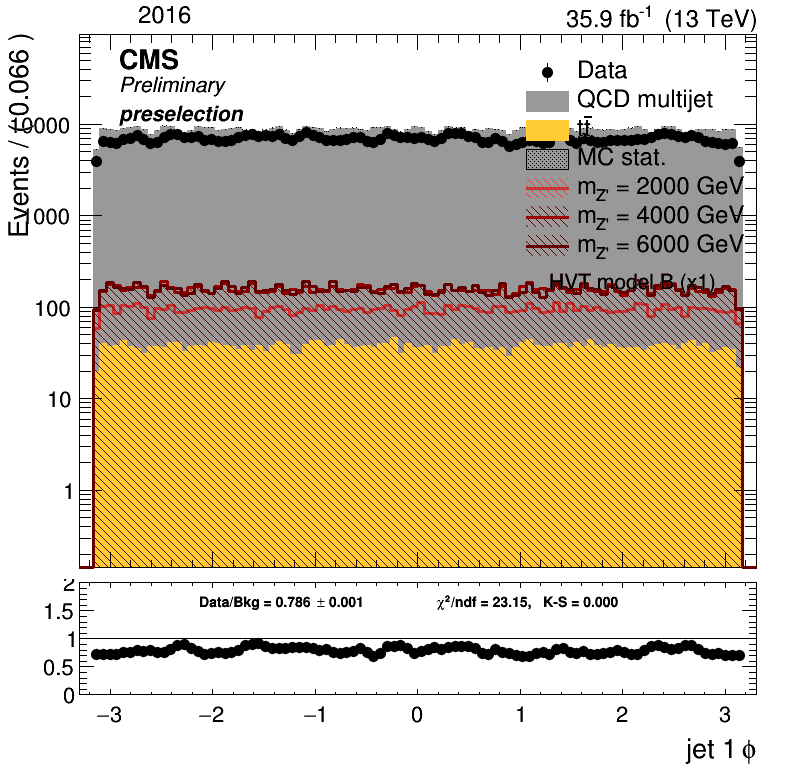 2016
35.9 fb⁻¹ (13 TeV)
CMS
Preliminary
preselection
Data
QCD multijet
tt̄
MC stat.
m_Z' = 2000 GeV
m_Z' = 4000 GeV
m_Z' = 6000 GeV
HVT model B (x1)
Events / ( 0.066 )
10000
1000
100
10
1
Data/Bkg = 0.786 ± 0.001
χ²/ndf = 23.15, K-S = 0.000
2
1.5
1
0.5
0
−3 −2 −1 0 1 2 3
jet 1 ϕ